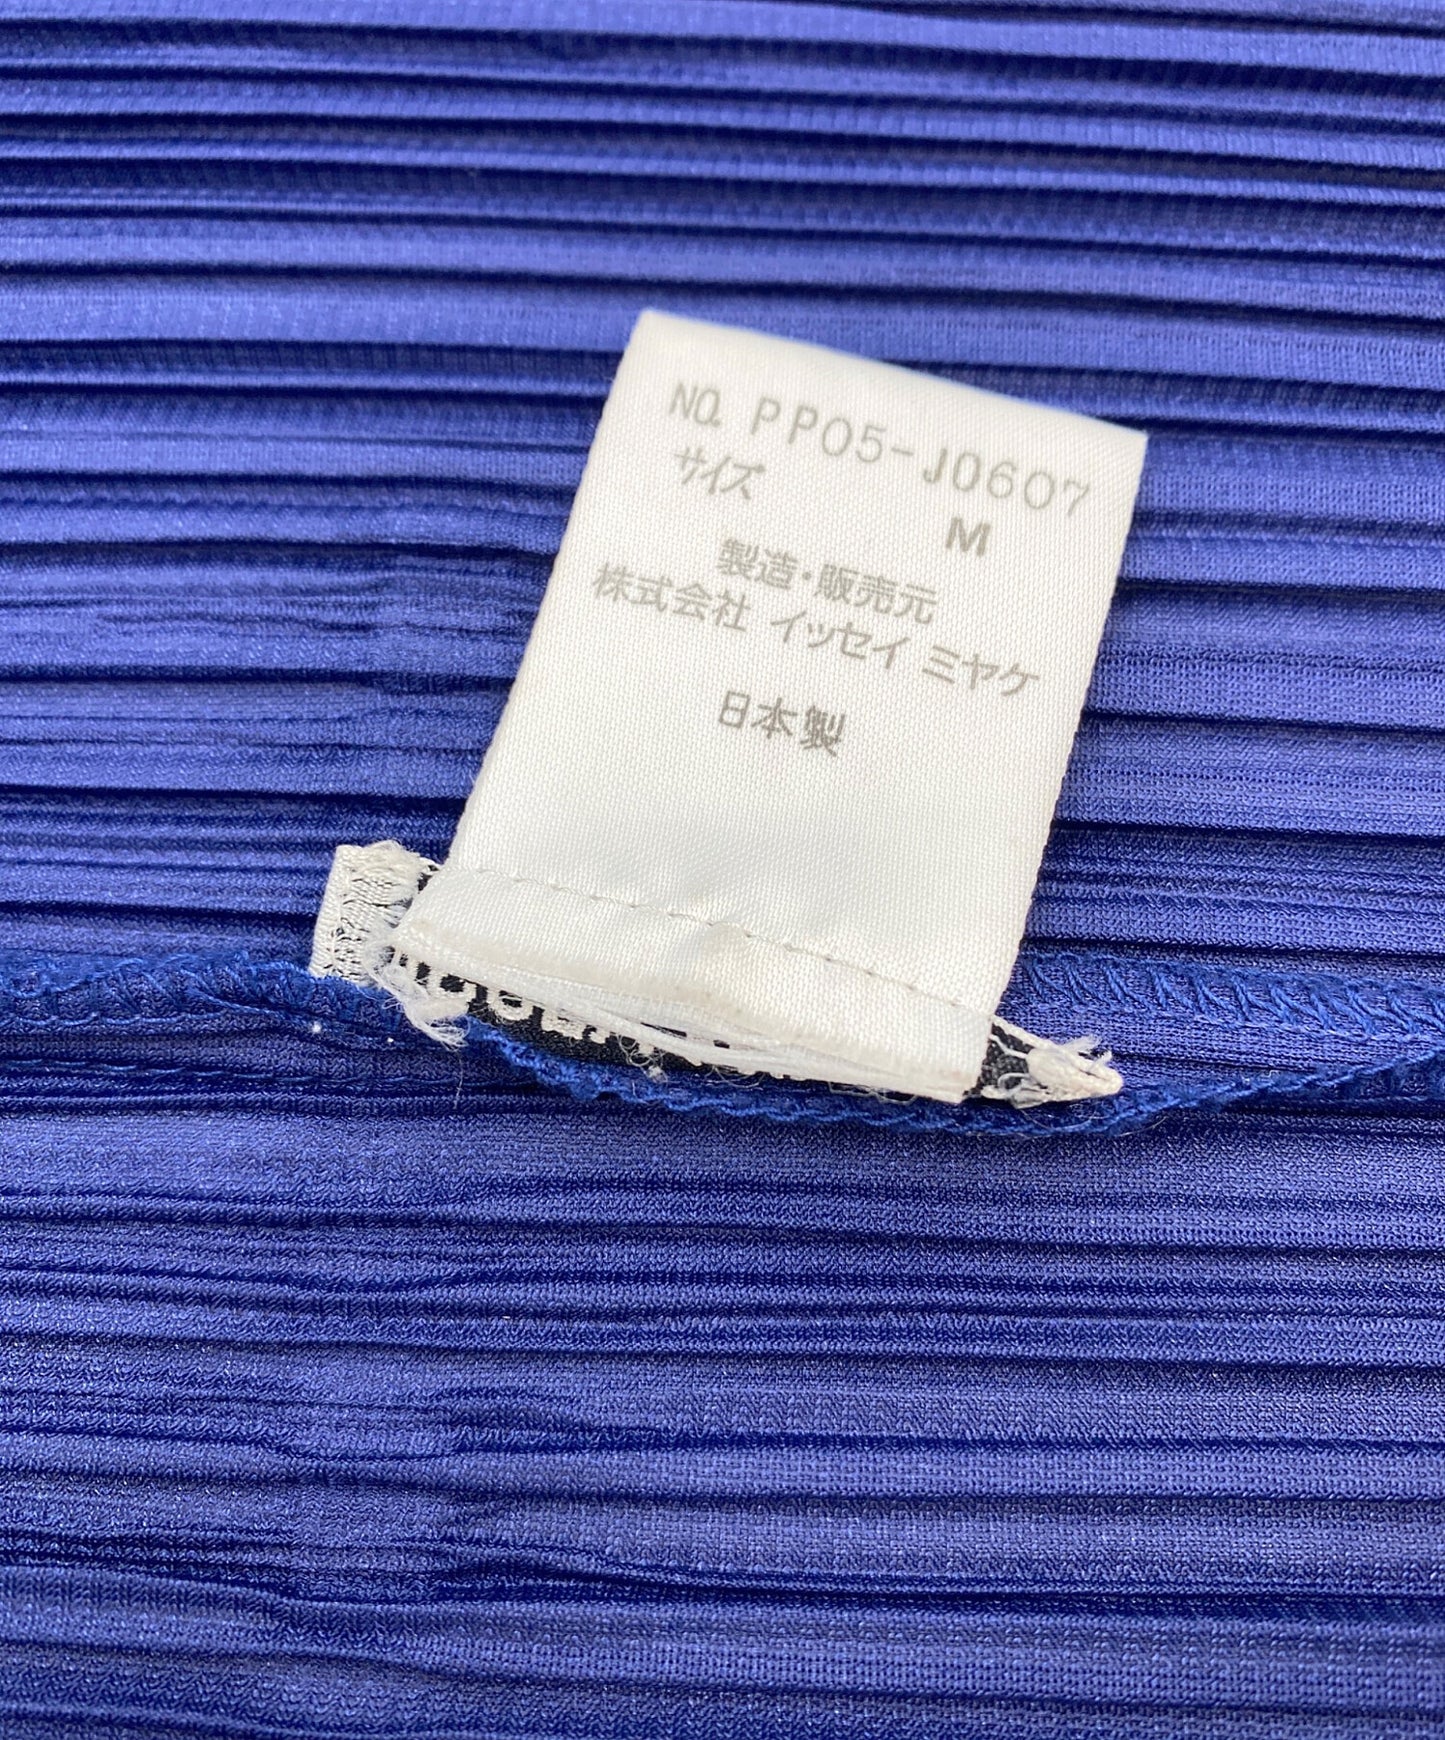 NO. PP05-J0607
サイズ
M
製造・販売元
株式会社 イッセイ ミヤケ
日本製